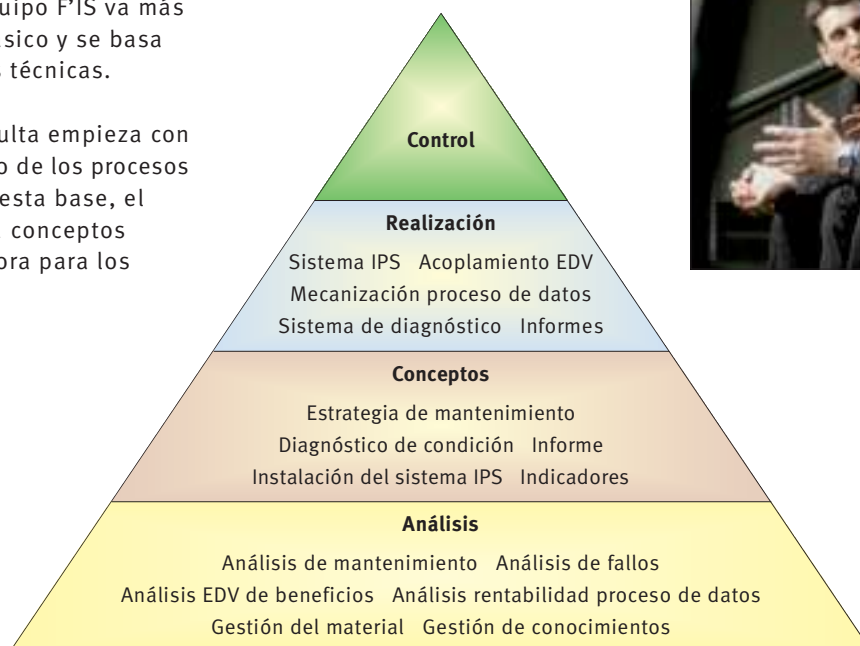 uipo F’IS va más
ásico y se basa
s técnicas.
ulta empieza con
o de los procesos
esta base, el
conceptos
ora para los
Control
Realización
Sistema IPS Acoplamiento EDV
Mecanización proceso de datos
Sistema de diagnóstico Informes
Conceptos
Estrategia de mantenimiento
Diagnóstico de condición Informe
Instalación del sistema IPS Indicadores
Análisis
Análisis de mantenimiento Análisis de fallos
Análisis EDV de beneficios Análisis rentabilidad proceso de datos
Gestión del material Gestión de conocimientos